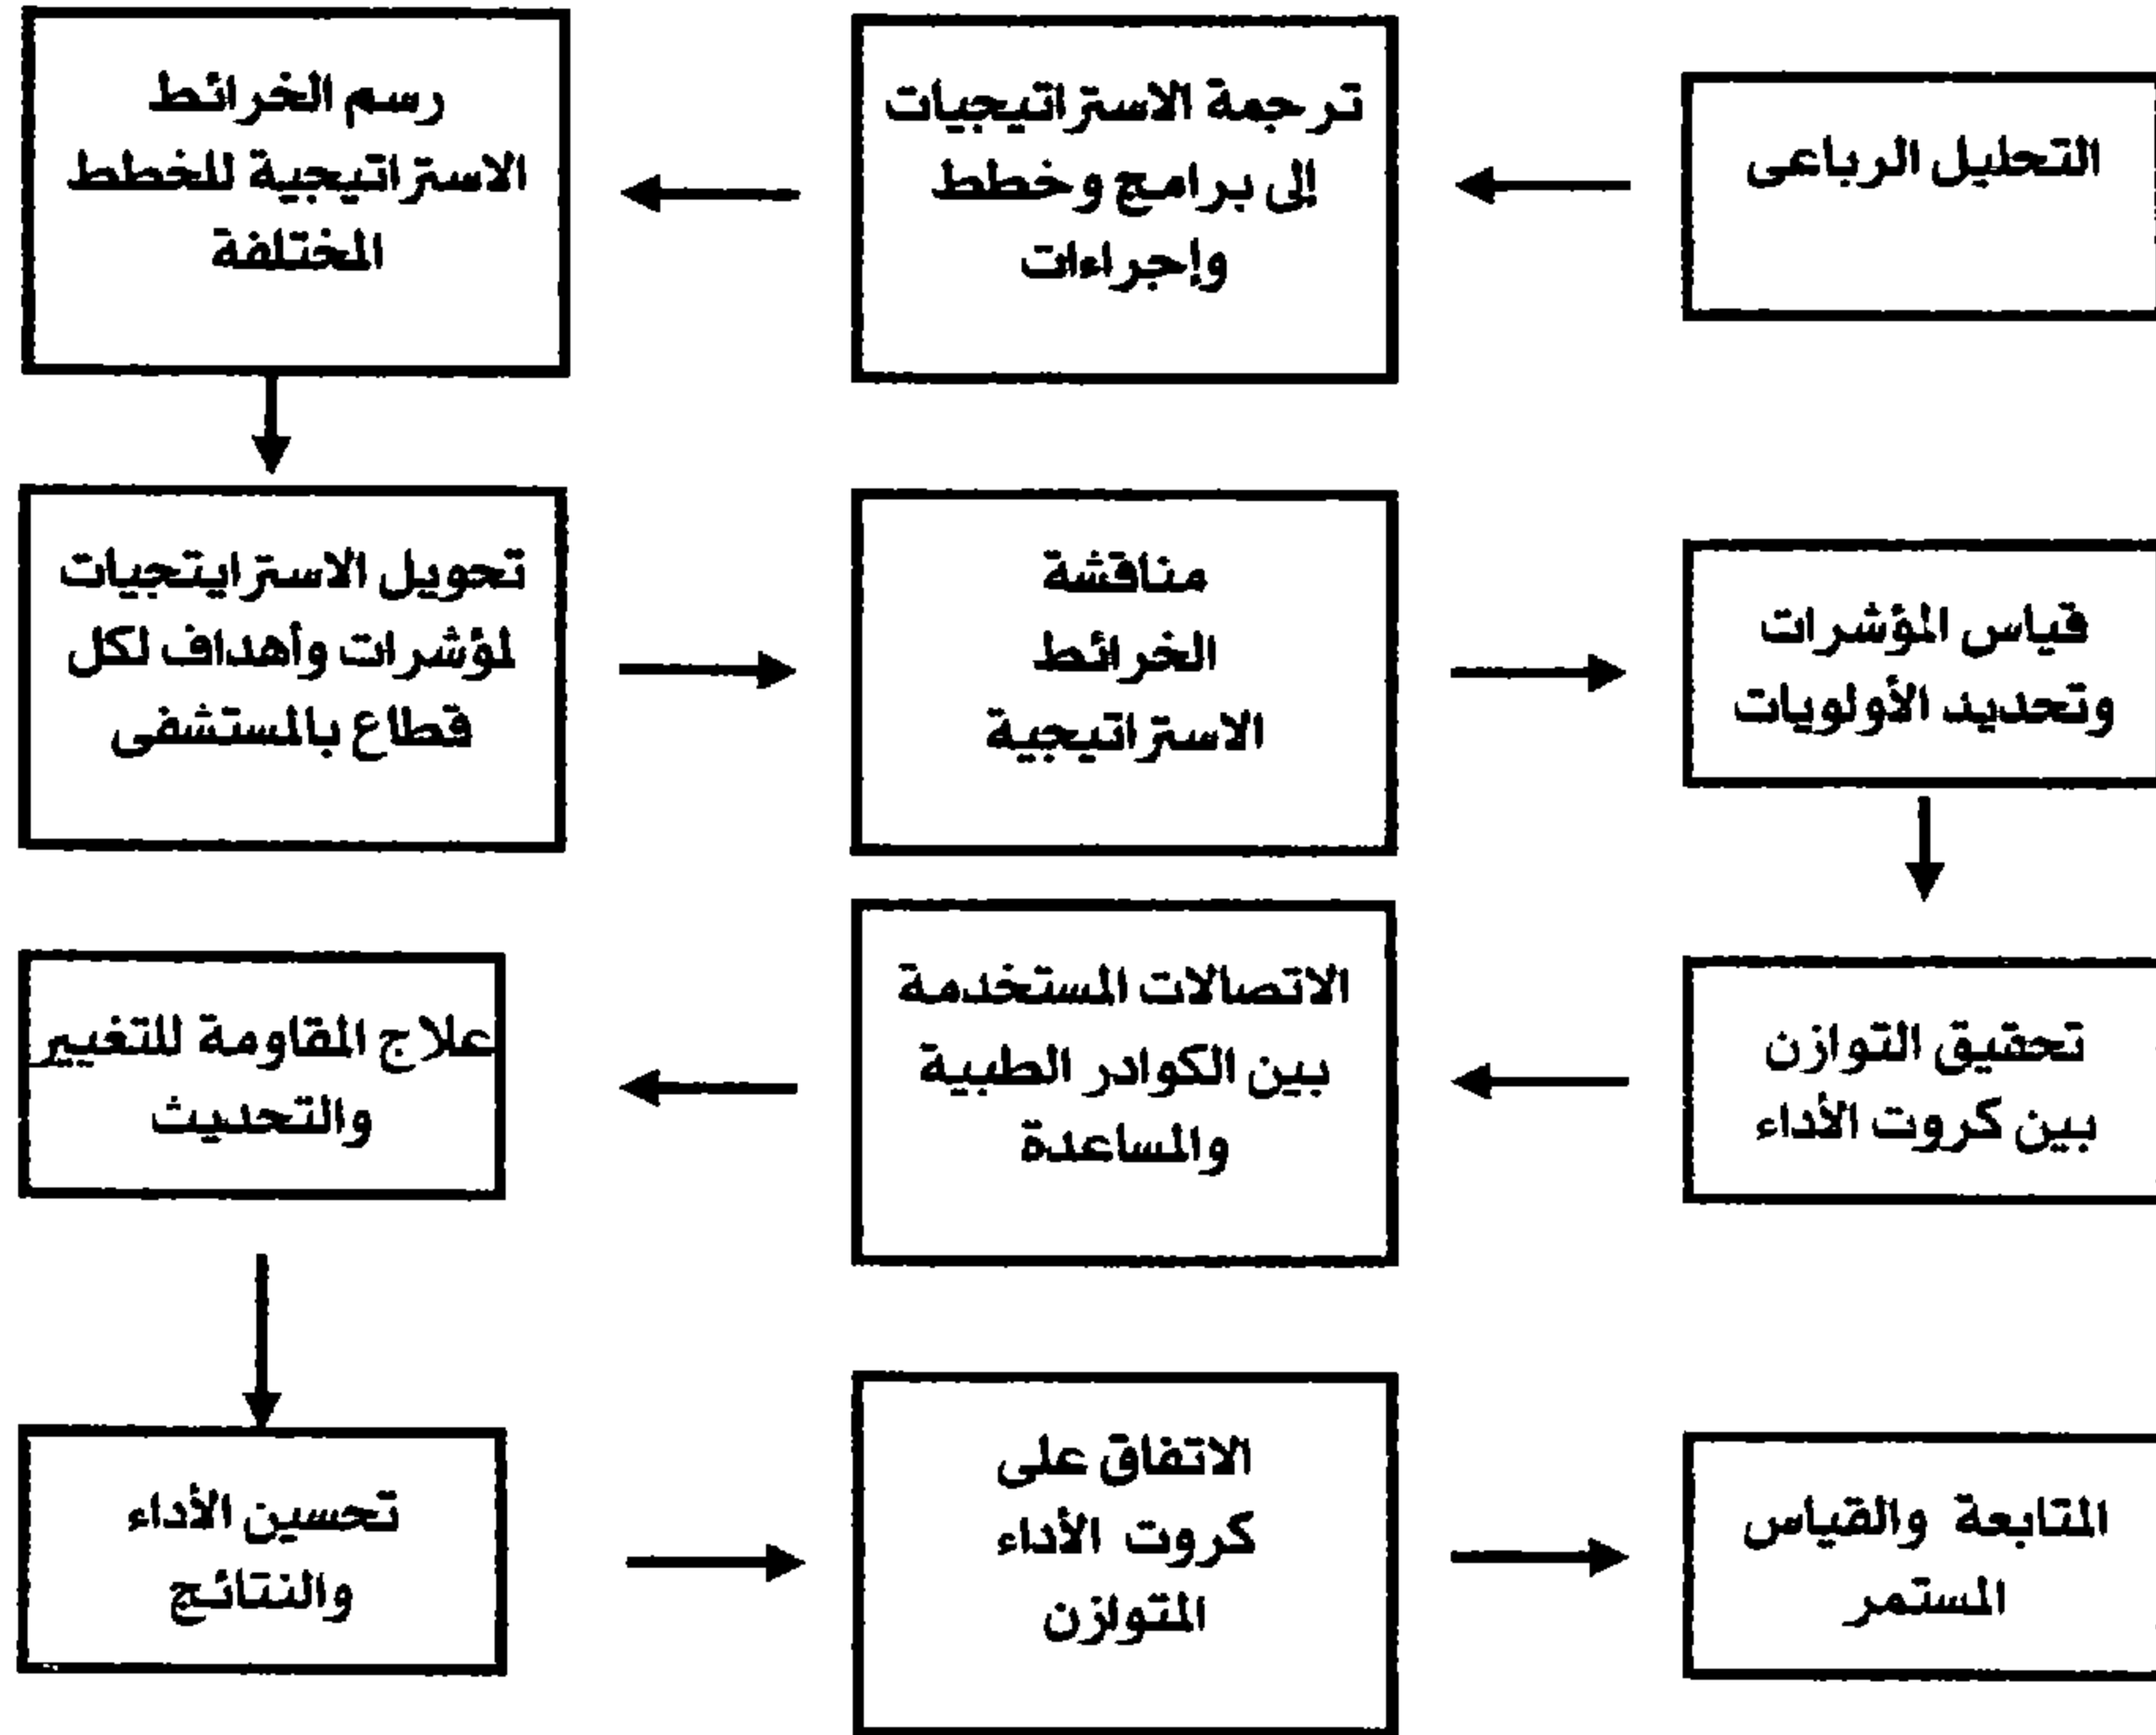 التحليل الرباعى
ترجمة الاستراتيجيات
إلى برامج وخطط
وإجراءات
رسم الخرائط
الاستراتيجية للخطط
المختلفة
تحويل الاسترايتجيات
لمؤشرات وأهداف لكل
قطاع بالمستشفى
مناقشة
الخرائط
الاستراتيجية
قياس المؤشرات
وتحديد الأولويات
تحقيق التوازن
بين كروت الأداء
الاتصالات المستخدمة
بين الكوادر الطبية
والمساعدة
علاج المقاومة للتغيير
والتحديث
تحسين الأداء
والنتائج
الاتفاق على
كروت الأداء
المتولزن
المتابعة والقياس
المستمر